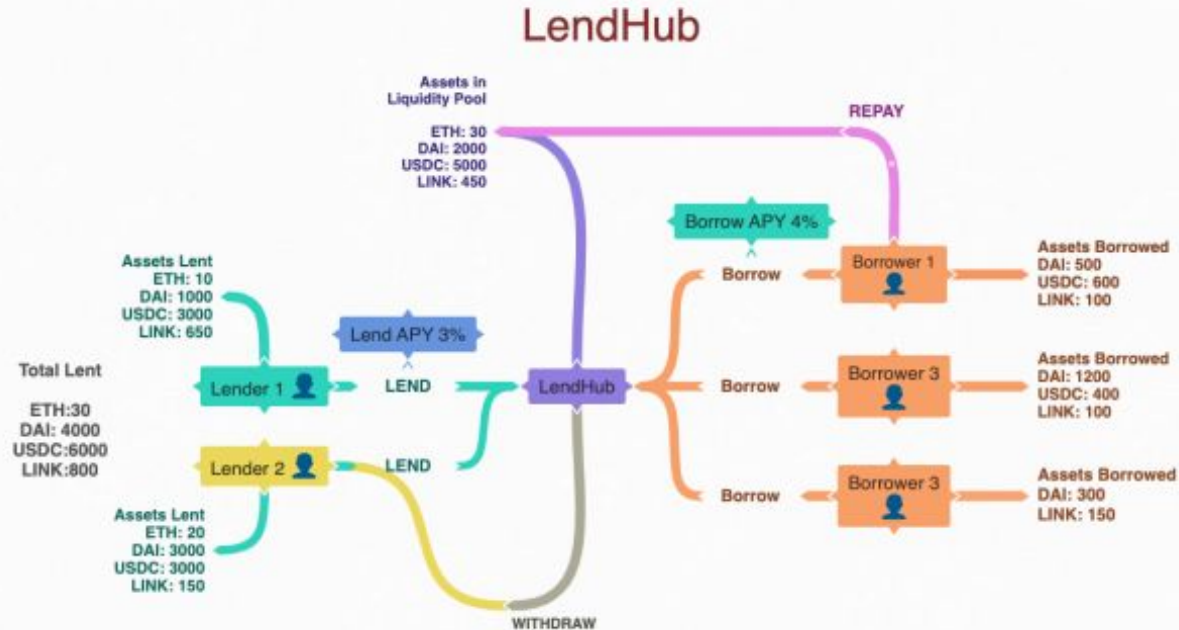 LendHub
Assets in
Liquidity Pool
ETH: 30
DAI: 2000
USDC: 5000
LINK: 450
REPAY
Borrow APY 4%
Assets Lent
ETH: 10
DAI: 1000
USDC: 3000
LINK: 650
Lend APY 3%
Borrow
Borrower 1
Assets Borrowed
DAI: 500
USDC: 600
LINK: 100
Total Lent
ETH:30
DAI: 4000
USDC:6000
LINK:800
Lender 1
LEND
LendHub
Borrow
Borrower 3
Assets Borrowed
DAI: 1200
USDC: 400
LINK: 100
Lender 2
LEND
Borrow
Borrower 3
Assets Borrowed
DAI: 300
LINK: 150
Assets Lent
ETH: 20
DAI: 3000
USDC: 3000
LINK: 150
WITHDRAW